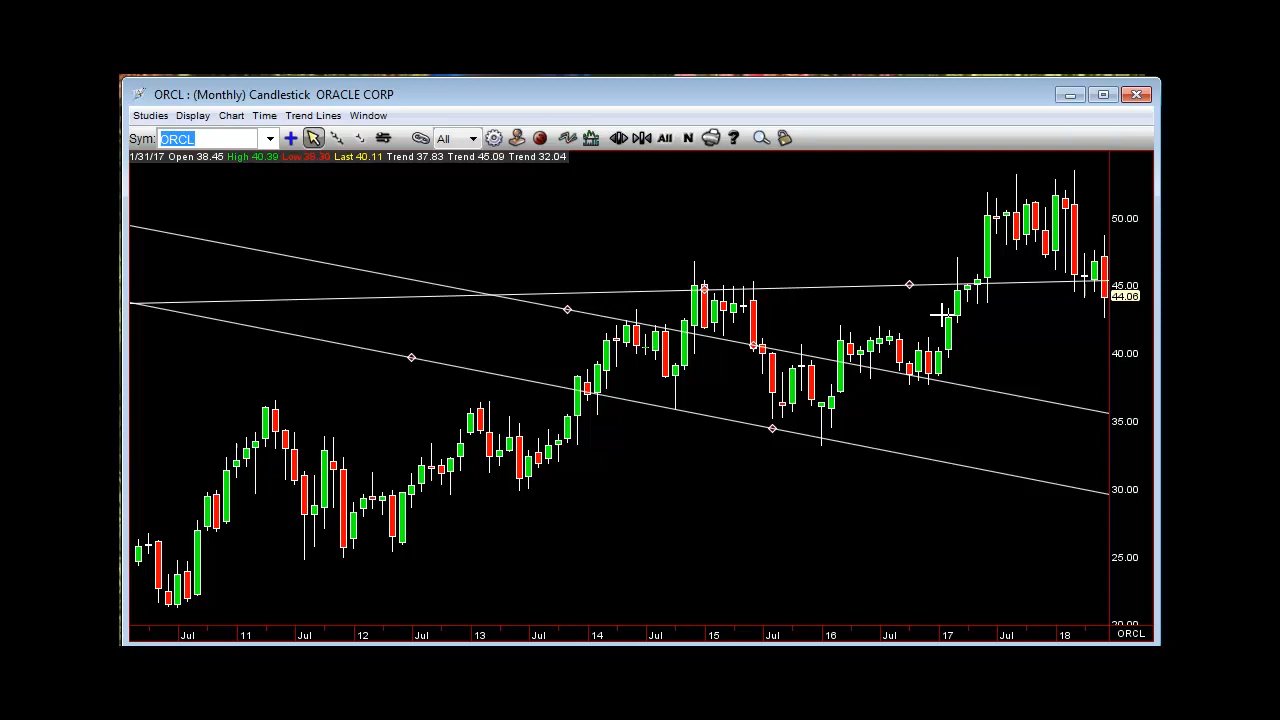 ORCL : (Monthly) Candlestick ORACLE CORP
Studies Display Chart Time Trend Lines Window
Sym: ORCL All All N ?
1/31/17 Open 38.45 High 40.39 Low 38.30 Last 40.11 Trend 37.83 Trend 45.09 Trend 32.04
50.00
45.00
44.06
40.00
35.00
30.00
25.00
20.00
Jul 11 Jul 12 Jul 13 Jul 14 Jul 15 Jul 16 Jul 17 Jul 18 ORCL